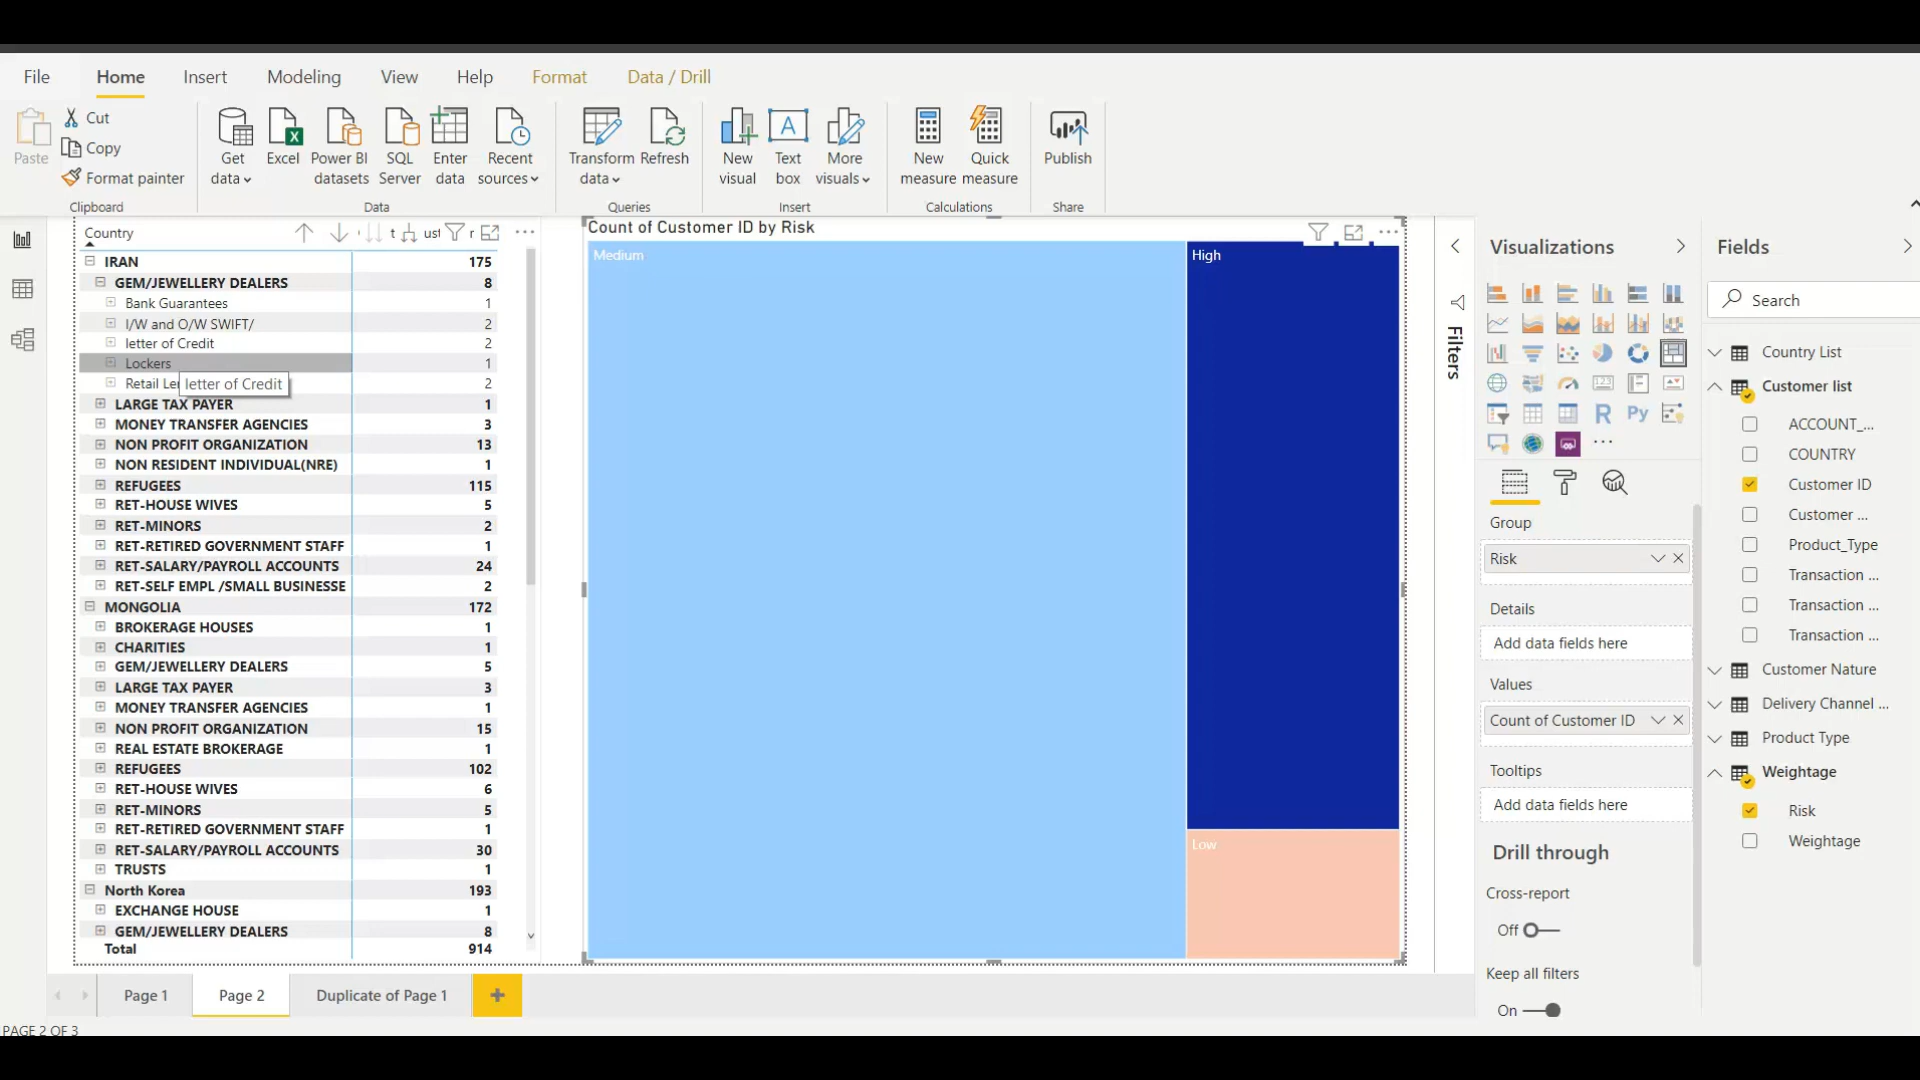 File Home Insert Modeling View Help Format Data / Drill
Paste
Cut
Copy
Format painter
Clipboard
Get data
Excel
Power BI datasets
SQL Server
Enter data
Recent sources
Data
Transform data
Refresh
Queries
New visual
Text box
More visuals
Insert
New measure
Quick measure
Calculations
Publish
Share
Country
IRAN 175
GEM/JEWELLERY DEALERS 8
Bank Guarantees 1
I/W and O/W SWIFT/ 2
letter of Credit 2
Lockers 1
Retail Le 2
letter of Credit
LARGE TAX PAYER 1
MONEY TRANSFER AGENCIES 3
NON PROFIT ORGANIZATION 13
NON RESIDENT INDIVIDUAL(NRE) 1
REFUGEES 115
RET-HOUSE WIVES 5
RET-MINORS 2
RET-RETIRED GOVERNMENT STAFF 1
RET-SALARY/PAYROLL ACCOUNTS 24
RET-SELF EMPL /SMALL BUSINESSE 2
MONGOLIA 172
BROKERAGE HOUSES 1
CHARITIES 1
GEM/JEWELLERY DEALERS 5
LARGE TAX PAYER 3
MONEY TRANSFER AGENCIES 1
NON PROFIT ORGANIZATION 15
REAL ESTATE BROKERAGE 1
REFUGEES 102
RET-HOUSE WIVES 6
RET-MINORS 5
RET-RETIRED GOVERNMENT STAFF 1
RET-SALARY/PAYROLL ACCOUNTS 30
TRUSTS 1
North Korea 193
EXCHANGE HOUSE 1
GEM/JEWELLERY DEALERS 8
Total 914
Count of Customer ID by Risk
Medium
High
Low
Filters
Visualizations
R
Py
Group
Risk
Details
Add data fields here
Values
Count of Customer ID
Tooltips
Add data fields here
Drill through
Cross-report
Off
Keep all filters
On
Fields
Search
Country List
Customer list
ACCOUNT_...
COUNTRY
Customer ID
Customer ...
Product_Type
Transaction ...
Transaction ...
Transaction ...
Customer Nature
Delivery Channel ...
Product Type
Weightage
Risk
Weightage
Page 1 Page 2 Duplicate of Page 1
PAGE 2 OF 3